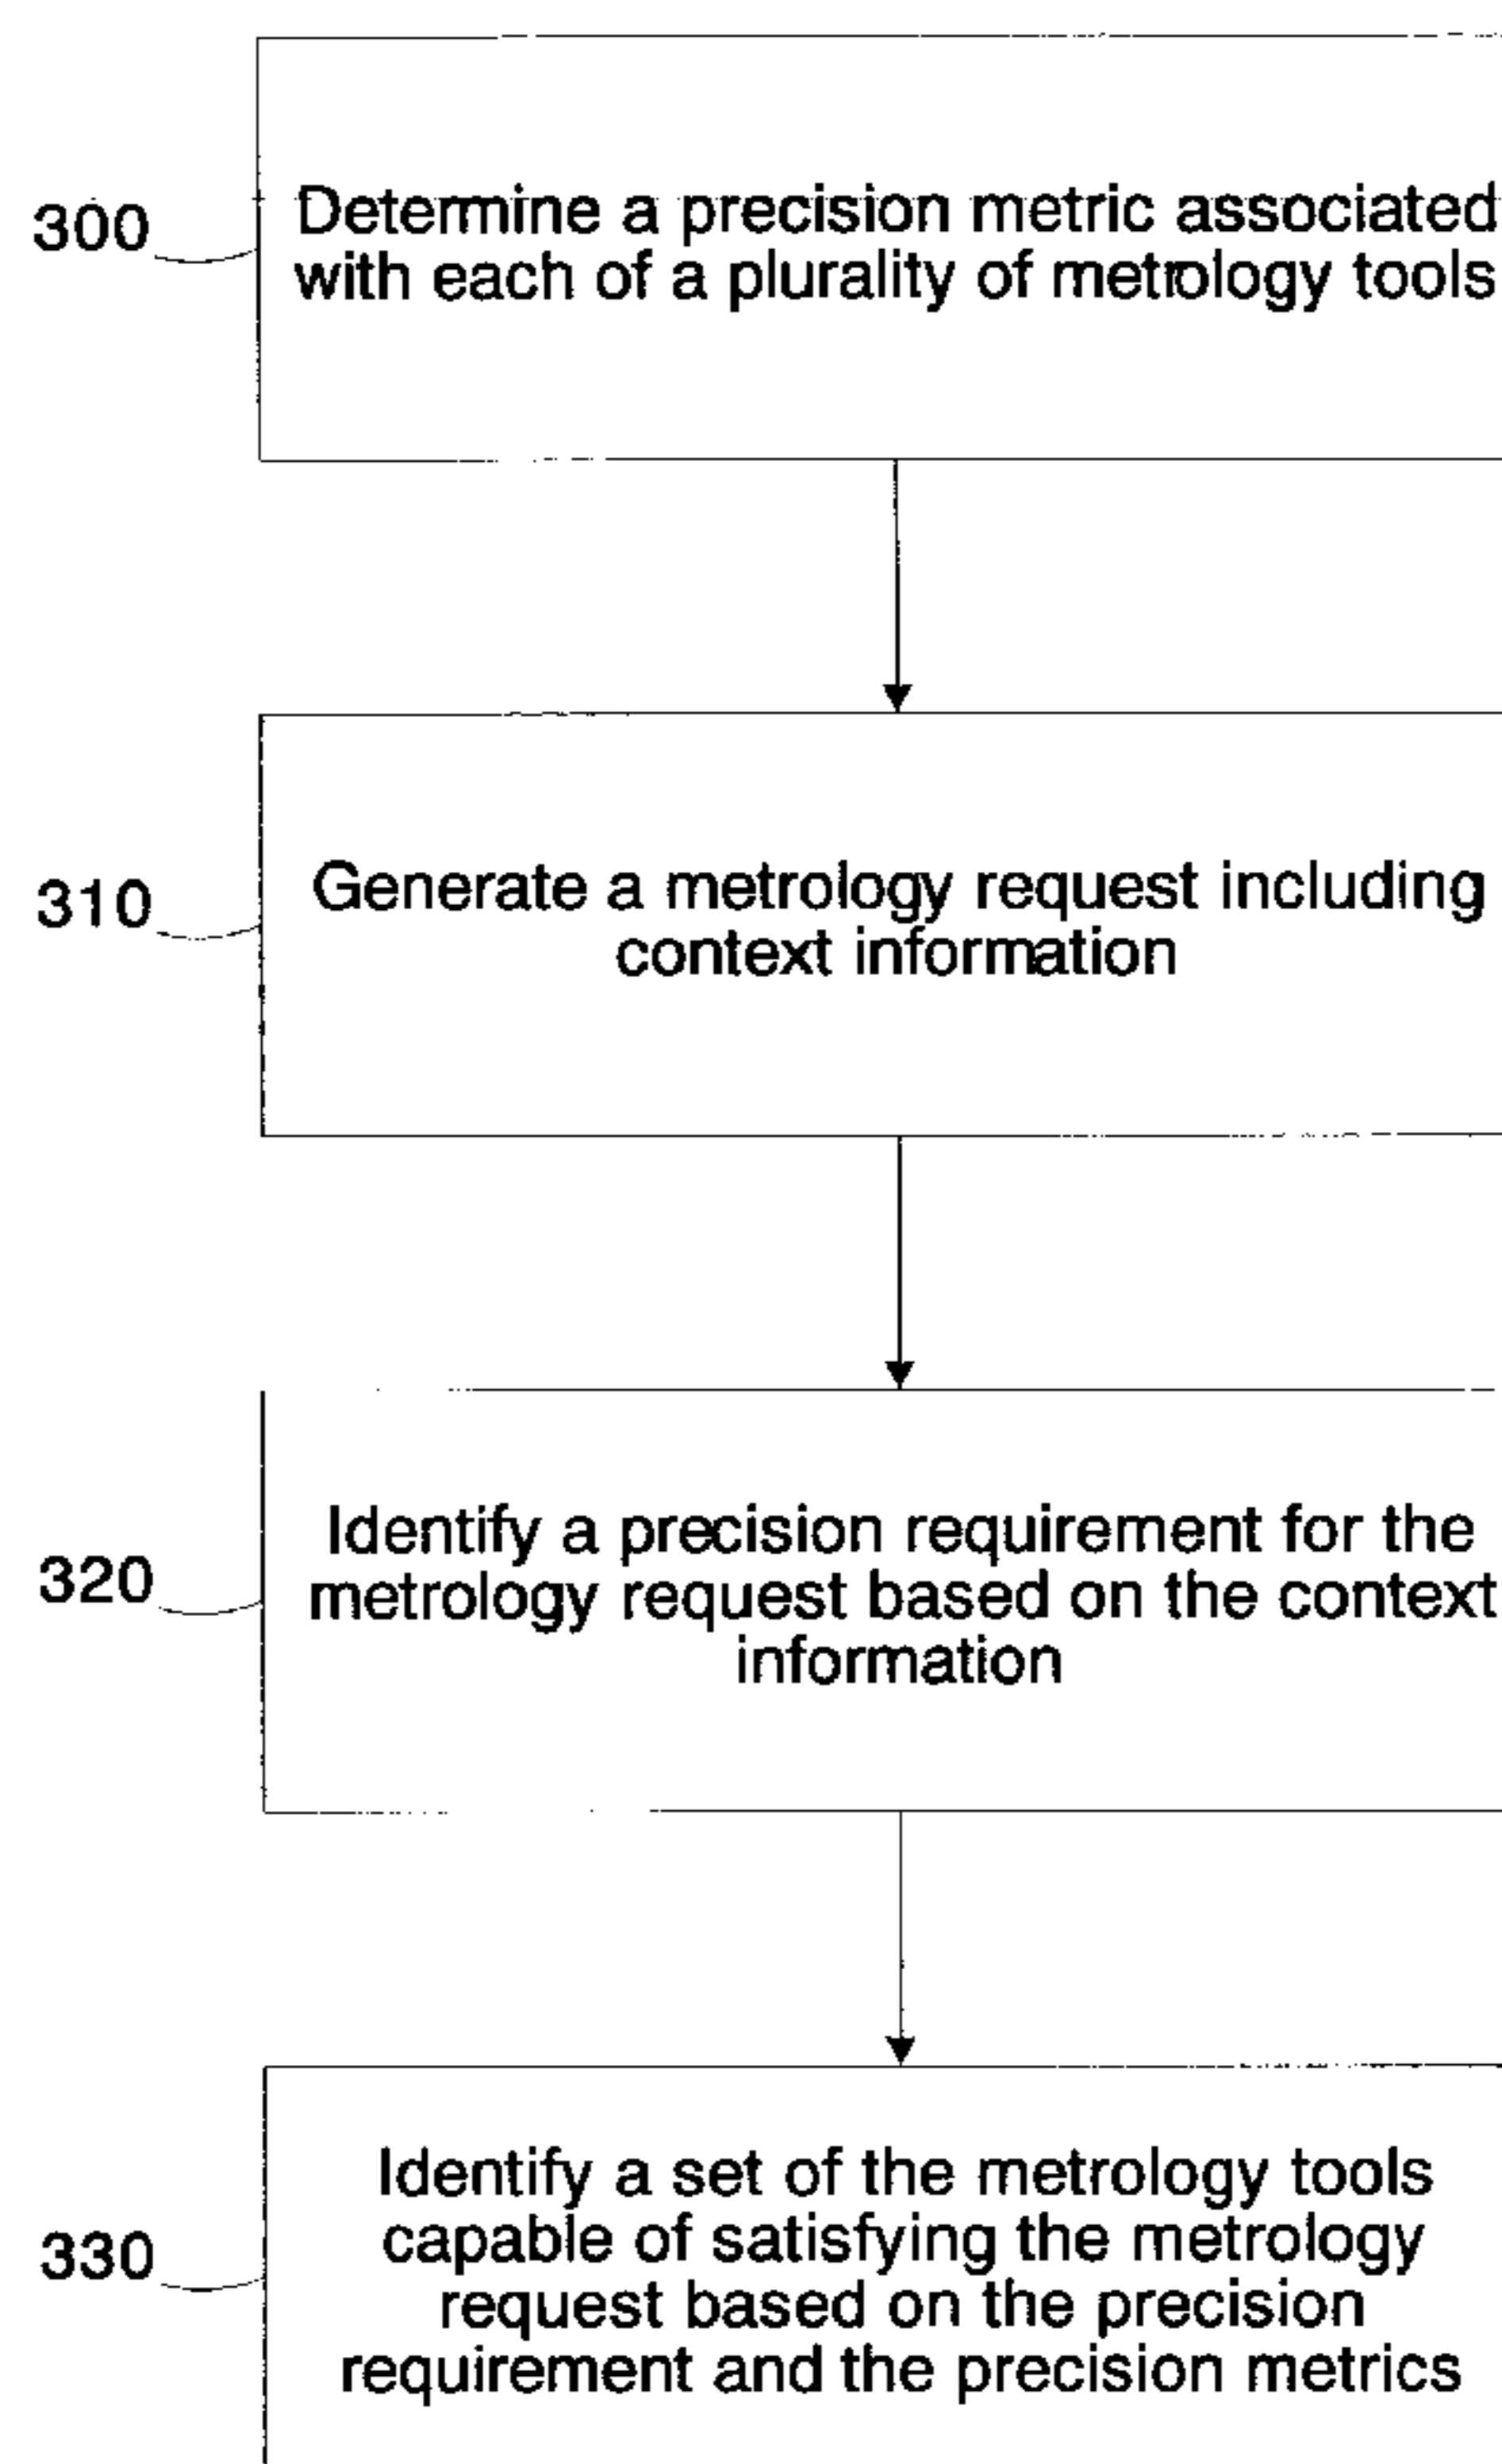 300
Determine a precision metric associated
with each of a plurality of metrology tools
310
Generate a metrology request including
context information
320
Identify a precision requirement for the
metrology request based on the context
information
330
Identify a set of the metrology tools
capable of satisfying the metrology
request based on the precision
requirement and the precision metrics